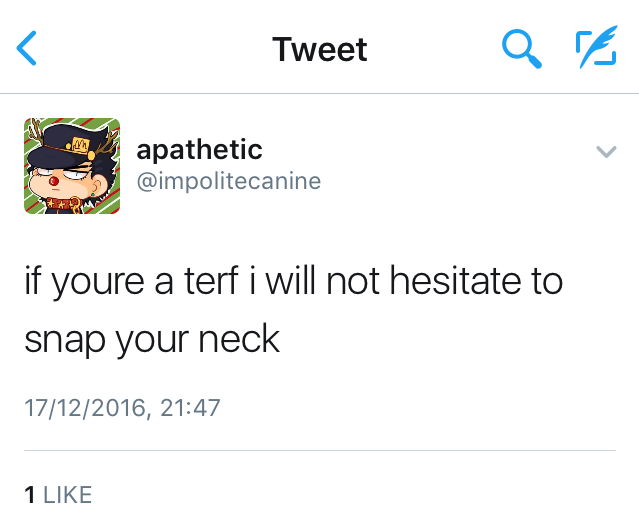 Tweet
apathetic
@impolitecanine
if youre a terf i will not hesitate to
snap your neck
17/12/2016, 21:47
1 LIKE